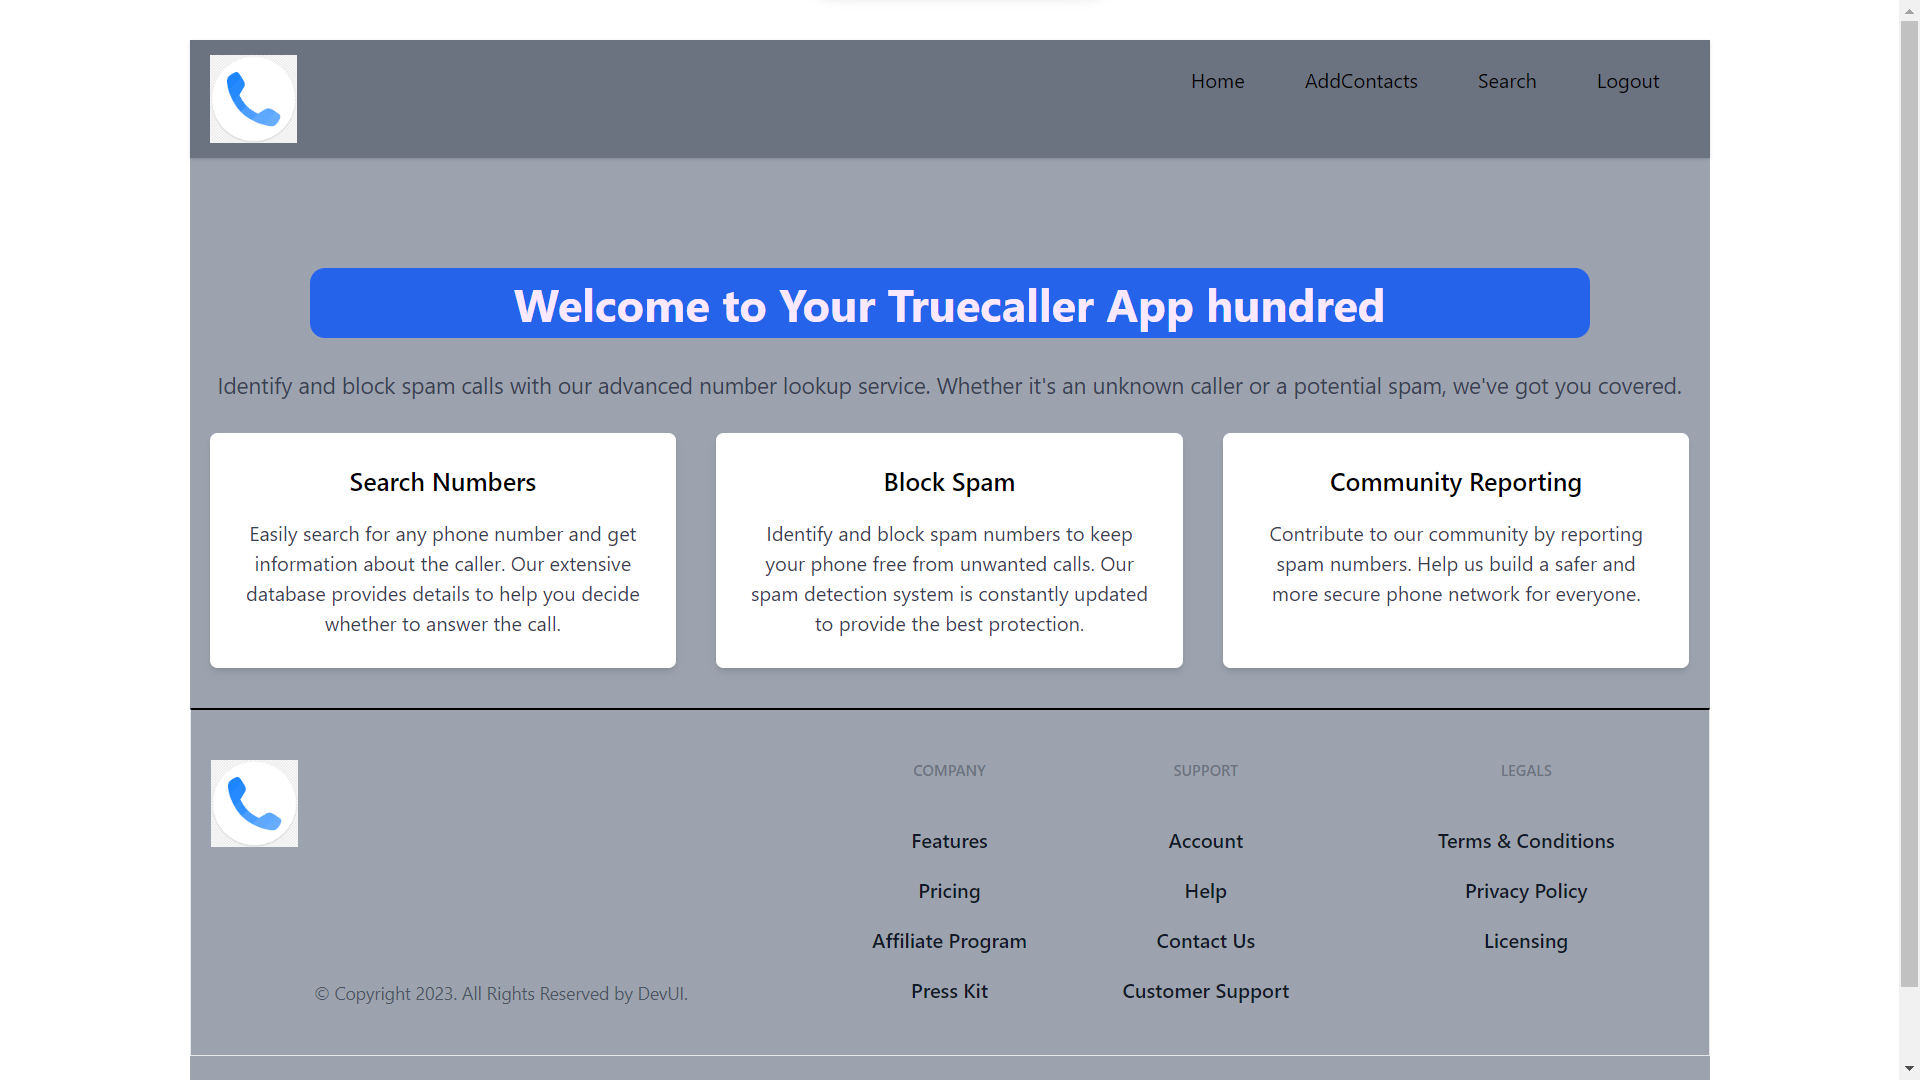 Home
AddContacts
Search
Logout
Welcome to Your Truecaller App hundred
Identify and block spam calls with our advanced number lookup service. Whether it's an unknown caller or a potential spam, we've got you covered.
Search Numbers
Easily search for any phone number and get
information about the caller. Our extensive
database provides details to help you decide
whether to answer the call.
Block Spam
Identify and block spam numbers to keep
your phone free from unwanted calls. Our
spam detection system is constantly updated
to provide the best protection.
Community Reporting
Contribute to our community by reporting
spam numbers. Help us build a safer and
more secure phone network for everyone.
© Copyright 2023. All Rights Reserved by DevUI.
COMPANY
Features
Pricing
Affiliate Program
Press Kit
SUPPORT
Account
Help
Contact Us
Customer Support
LEGALS
Terms & Conditions
Privacy Policy
Licensing